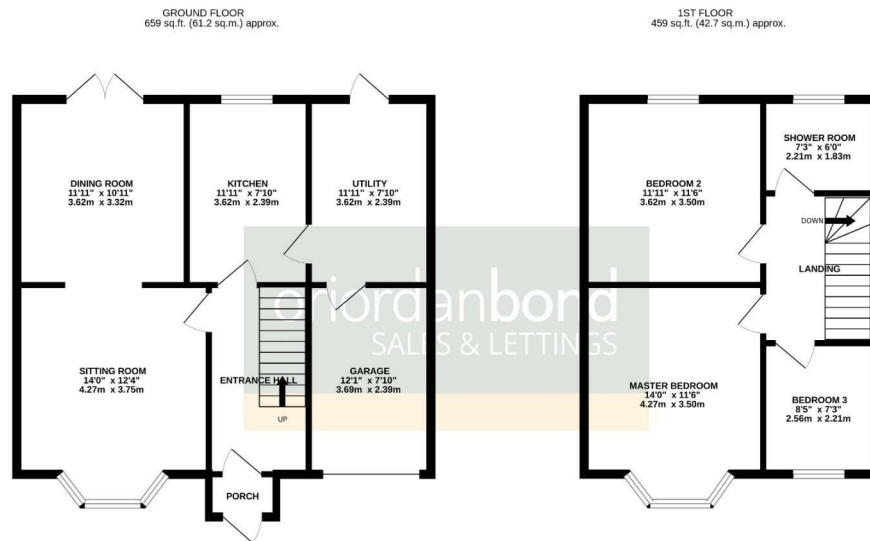 GROUND FLOOR
659 sq.ft. (61.2 sq.m.) approx.
1ST FLOOR
459 sq.ft. (42.7 sq.m.) approx.
DINING ROOM
11'11" x 10'11"
3.62m x 3.32m
KITCHEN
11'11" x 7'10"
3.62m x 2.39m
UTILITY
11'11" x 7'10"
3.62m x 2.39m
SITTING ROOM
14'0" x 12'4"
4.27m x 3.75m
ENTRANCE HALL
UP
GARAGE
12'1" x 7'10"
3.69m x 2.39m
PORCH
BEDROOM 2
11'11" x 11'6"
3.62m x 3.50m
SHOWER ROOM
7'3" x 6'0"
2.21m x 1.83m
DOWN
LANDING
MASTER BEDROOM
14'0" x 11'6"
4.27m x 3.50m
BEDROOM 3
8'5" x 7'3"
2.56m x 2.21m
oriordanbond
SALES & LETTINGS